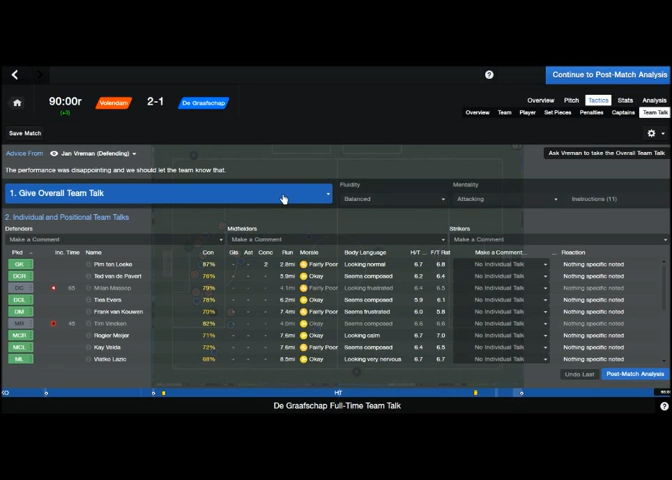 Continue to Post-Match Analysis
90:00r
(+3)
Volendam
2-1
De Graafschap
Overview Pitch Tactics Stats Analysis
Overview Team Player Set Pieces Penalties Captains Team Talk
Save Match
Advice From Jan Vreman (Defending)
Ask Vreman to take the Overall Team Talk
The performance was disappointing and we should let the team know that.
1. Give Overall Team Talk
Fluidity
Balanced
Mentality
Attacking
Instructions (11)
2. Individual and Positional Team Talks
Defenders Midfielders Strikers
Make a Comment Make a Comment Make a Comment
Pkd Inc. Time Name Con Gls Ast Conc Run Morale Body Language H/T ... F/T Rat Make a Comment... ... Reaction
GK Pim ten Loeke 87% - - 2 2.8mi Fairly Poor Looking normal 6.7 6.8 No Individual Talk Nothing specific noted
DCR Ted van de Pavert 76% - - - 5.9mi Okay Seems composed 6.2 6.4 No Individual Talk Nothing specific noted
DC 65 79% - - - 4.1mi Fairly Poor Looking frustrated 6.4 6.5 No Individual Talk Nothing specific noted
DCL Ties Evers 78% - - - 6.2mi Okay Seems composed 5.9 6.1 No Individual Talk Nothing specific noted
DM Frank van Kouwen 70% - - - 7.4mi Fairly Poor Seems frustrated 6.0 5.8 No Individual Talk Nothing specific noted
MR 45 82% - - - 4.0mi Okay Seems composed 6.6 6.6 No Individual Talk Nothing specific noted
MCR Rogier Meijer 71% - - - 7.6mi Okay Looking calm 6.7 7.0 No Individual Talk Nothing specific noted
MCL Kay Velda 72% - - - 7.6mi Fairly Poor Seems composed 6.4 6.5 No Individual Talk Nothing specific noted
ML Vlatko Lazic 68% - - - 8.5mi Okay Looking very nervous 6.7 6.7 No Individual Talk Nothing specific noted
Undo Last
Post-Match Analysis
HT
De Graafschap Full-Time Team Talk